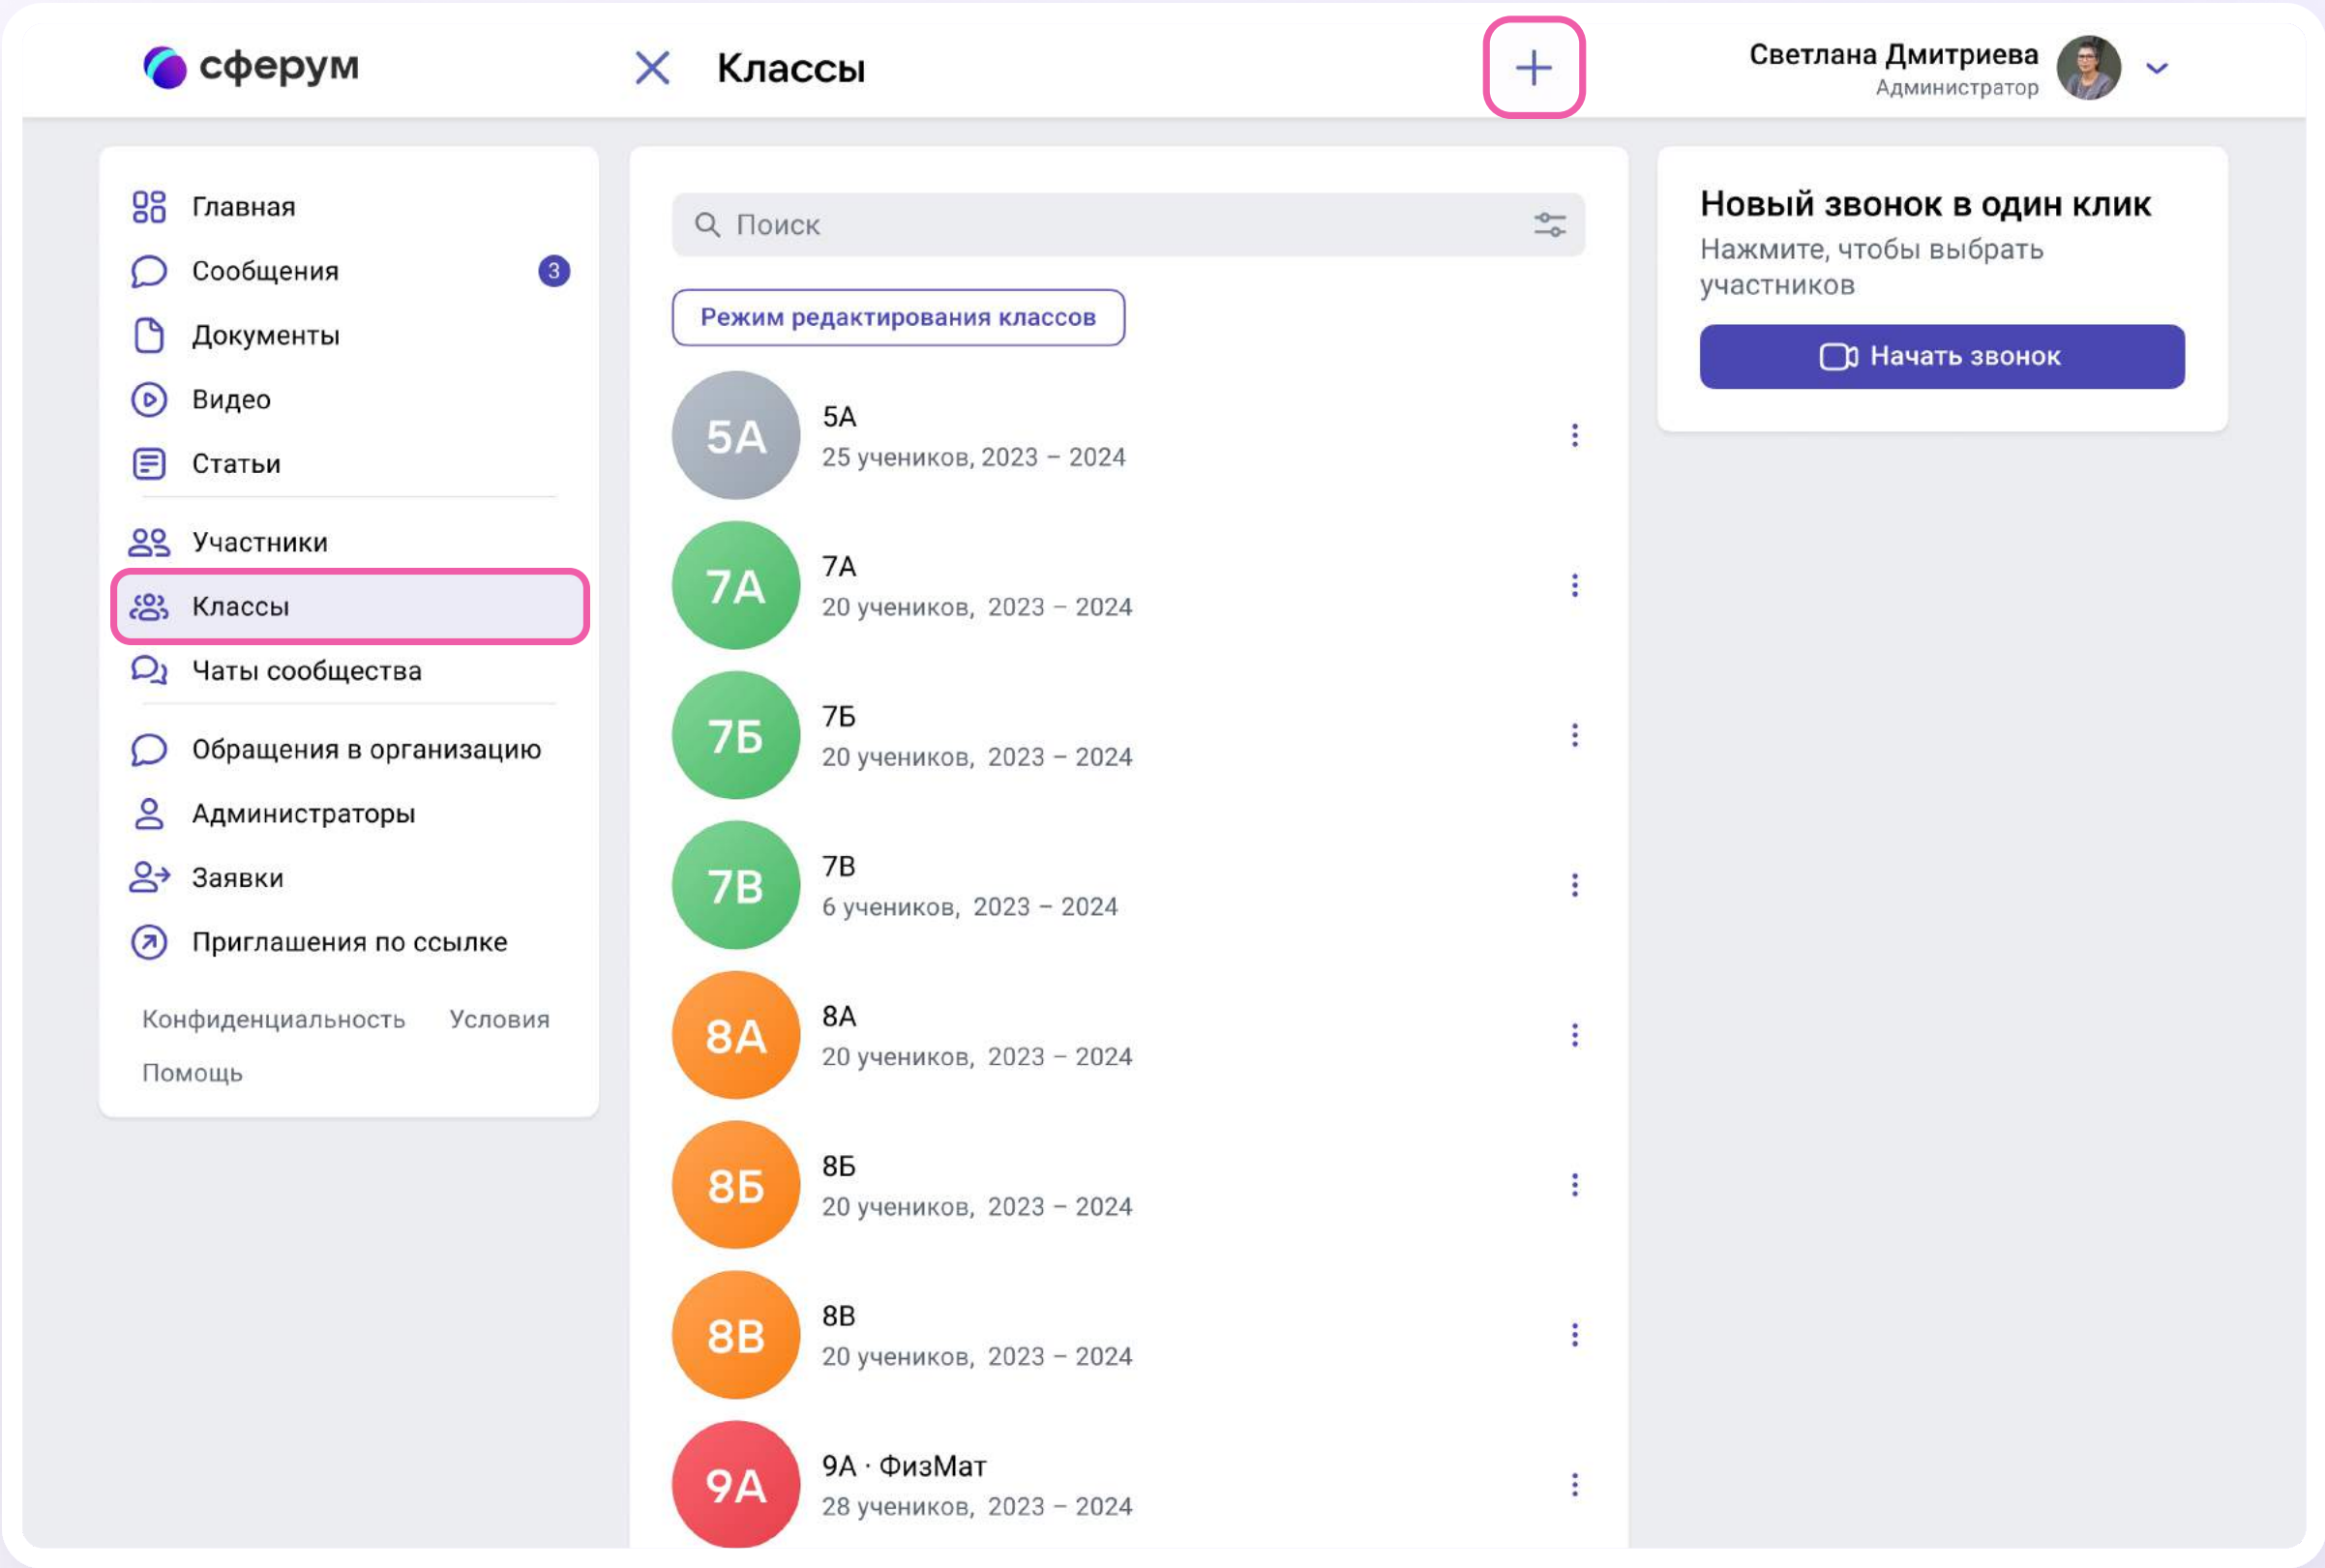 сферум
Классы
Светлана Дмитриева
Администратор
Главная
Сообщения
3
Документы
Видео
Статьи
Участники
Классы
Чаты сообщества
Обращения в организацию
Администраторы
Заявки
Приглашения по ссылке
Конфиденциальность Условия
Помощь
Поиск
Режим редактирования классов
5А
5А
25 учеников, 2023 – 2024
7А
7А
20 учеников, 2023 – 2024
7Б
7Б
20 учеников, 2023 – 2024
7В
7В
6 учеников, 2023 – 2024
8А
8А
20 учеников, 2023 – 2024
8Б
8Б
20 учеников, 2023 – 2024
8В
8В
20 учеников, 2023 – 2024
9А
9А · ФизМат
28 учеников, 2023 – 2024
Новый звонок в один клик
Нажмите, чтобы выбрать
участников
Начать звонок